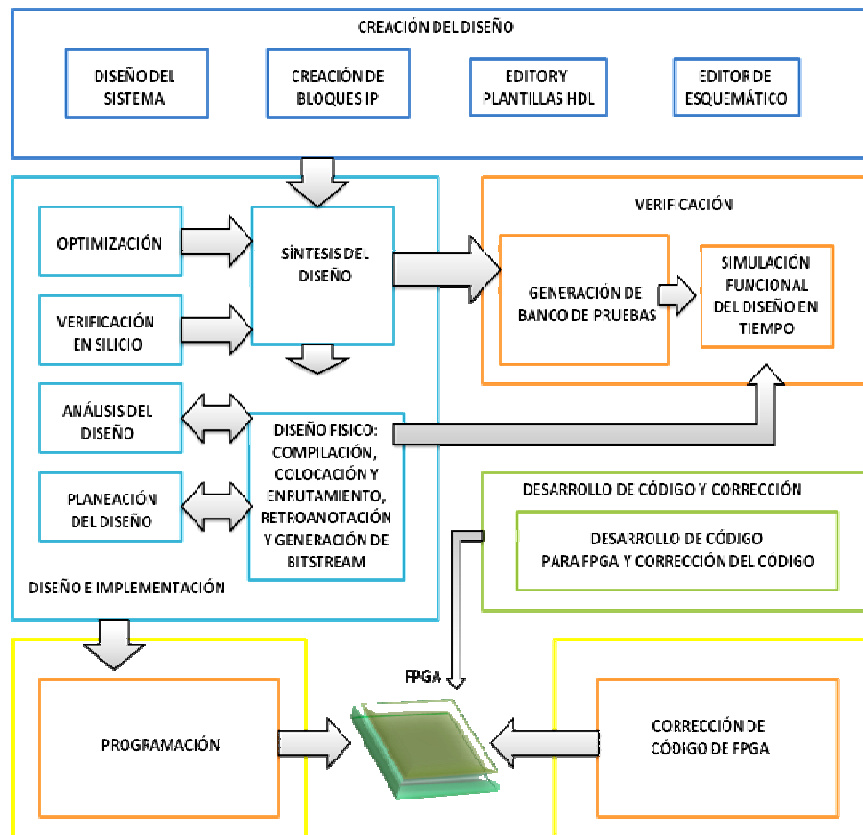 CREACIÓN DEL DISEÑO
DISEÑO DEL
SISTEMA
CREACIÓN DE
BLOQUES IP
EDITOR Y
PLANTILLAS HDL
EDITOR DE
ESQUEMÁTICO
OPTIMIZACIÓN
SÍNTESIS DEL
DISEÑO
VERIFICACIÓN
EN SILICIO
ANÁLISIS DEL
DISEÑO
PLANEACIÓN
DEL DISEÑO
DISEÑO FISICO:
COMPILACIÓN,
COLOCACIÓN Y
ENRUTAMIENTO,
RETROANOTACIÓN
Y GENERACIÓN DE
BITSTREAM
DISEÑO E IMPLEMENTACIÓN
VERIFICACIÓN
GENERACIÓN DE
BANCO DE PRUEBAS
SIMULACIÓN
FUNCIONAL
DEL DISEÑO EN
TIEMPO
DESARROLLO DE CÓDIGO Y CORRECCIÓN
DESARROLLO DE CÓDIGO
PARA FPGA Y CORRECCIÓN DEL CÓDIGO
PROGRAMACIÓN
FPGA
CORRECCIÓN DE
CÓDIGO DE FPGA